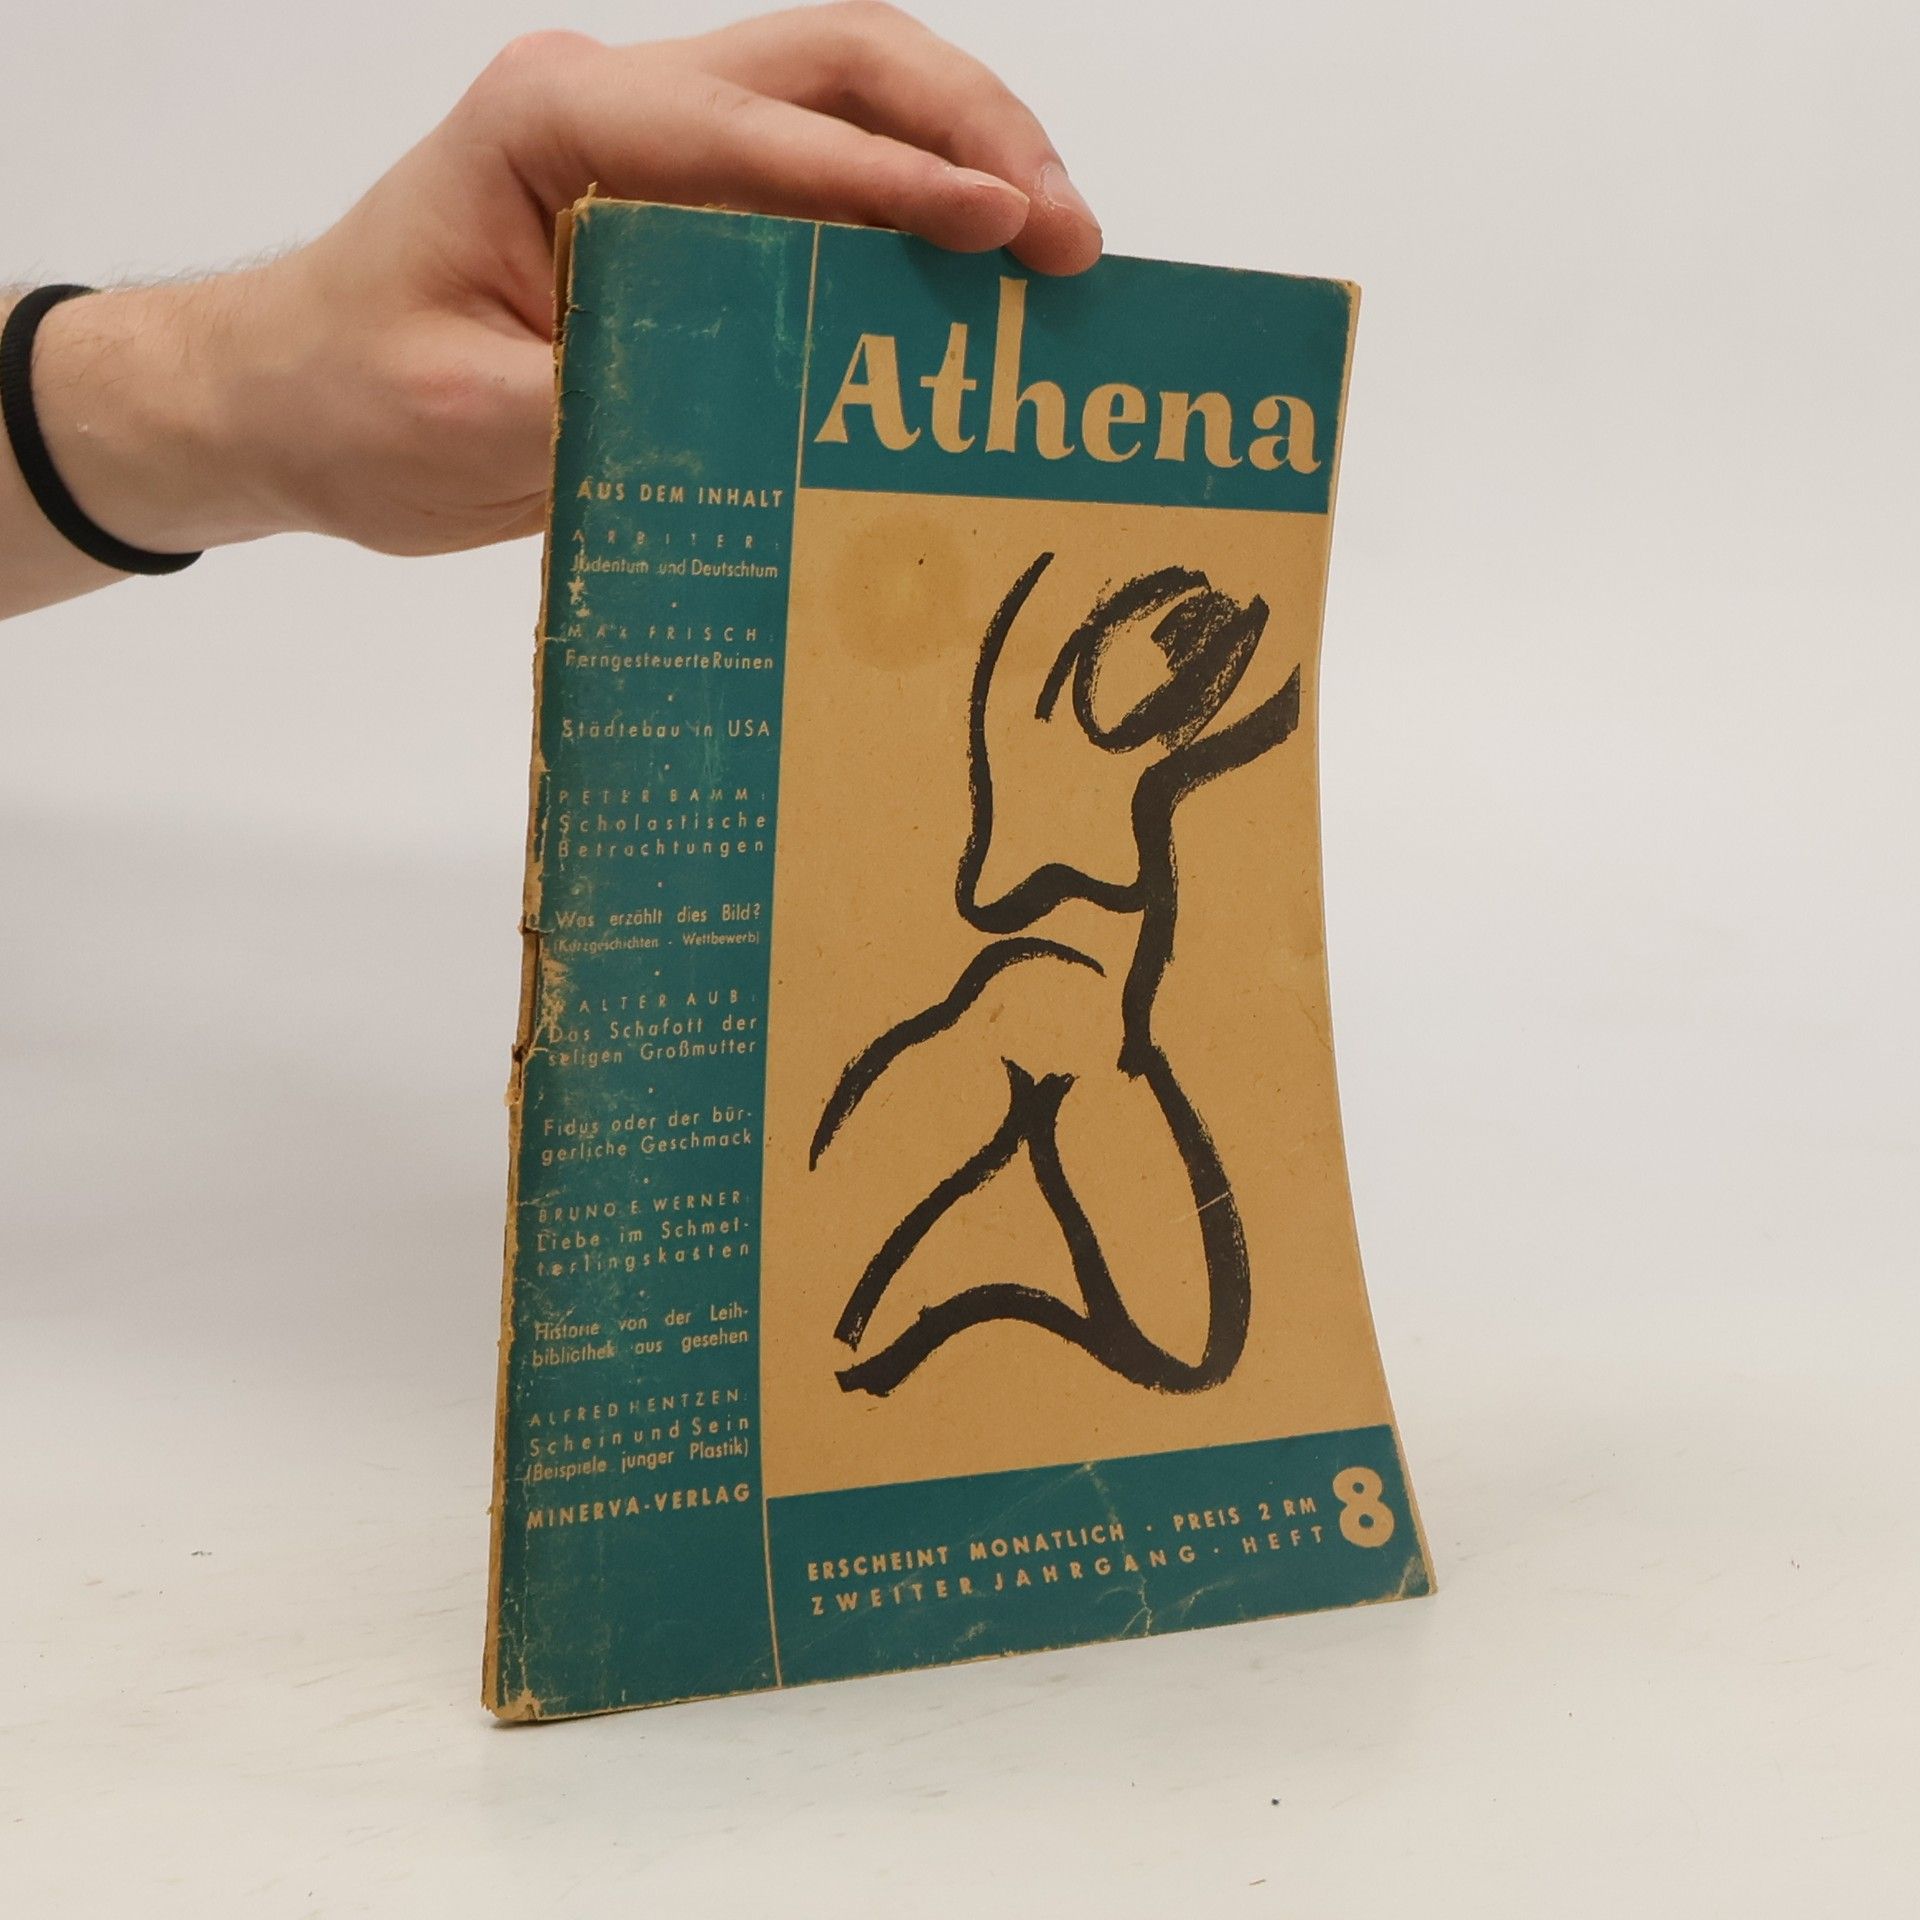 Athena
AUS DEM INHALT
ARBITER:
Judentum und Deutschtum
MAX FRISCH:
Ferngesteuerte Ruinen
Städtebau in USA
PETER BAMM:
Scholastische
Betrachtungen
Was erzählt dies Bild?
(Kurzgeschichten - Wettbewerb)
WALTER AUB:
Das Schafott der
seligen Großmutter
Fidus oder der bür-
gerliche Geschmack
BRUNO E. WERNER:
Liebe im Schmet-
terlingskasten
Historie von der Leih-
bibliothek aus gesehen
ALFRED HENTZEN:
Schein und Sein
(Beispiele junger Plastik)
MINERVA-VERLAG
ERSCHEINT MONATLICH · PREIS 2 RM
ZWEITER JAHRGANG · HEFT 8